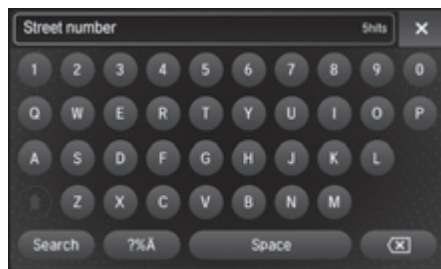 Street number 5hits ×
1 2 3 4 5 6 7 8 9 0
Q W E R T Y U I O P
A S D F G H J K L
Z X C V B N M
Search ?%Ä Space